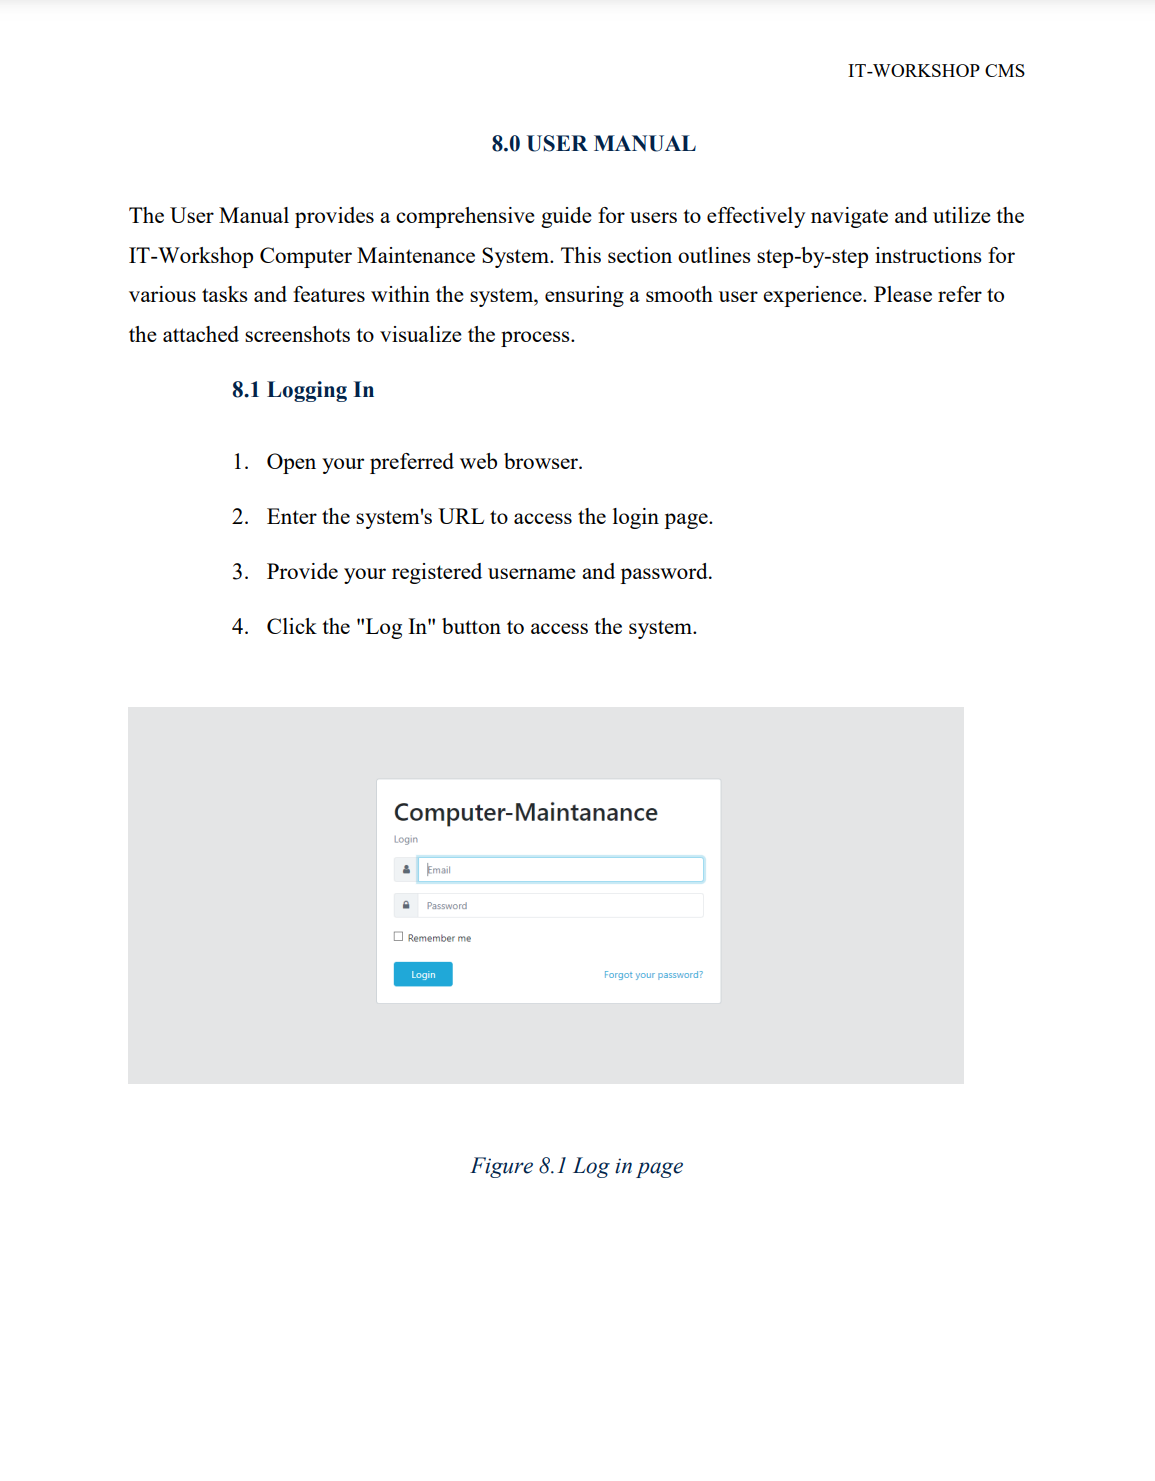 IT-WORKSHOP CMS
8.0 USER MANUAL
The User Manual provides a comprehensive guide for users to effectively navigate and utilize the
IT-Workshop Computer Maintenance System. This section outlines step-by-step instructions for
various tasks and features within the system, ensuring a smooth user experience. Please refer to
the attached screenshots to visualize the process.
8.1 Logging In
1. Open your preferred web browser.
2. Enter the system's URL to access the login page.
3. Provide your registered username and password.
4. Click the "Log In" button to access the system.
Computer-Maintanance
Login
Email
Password
Remember me
Login Forgot your password?
Figure 8.1 Log in page